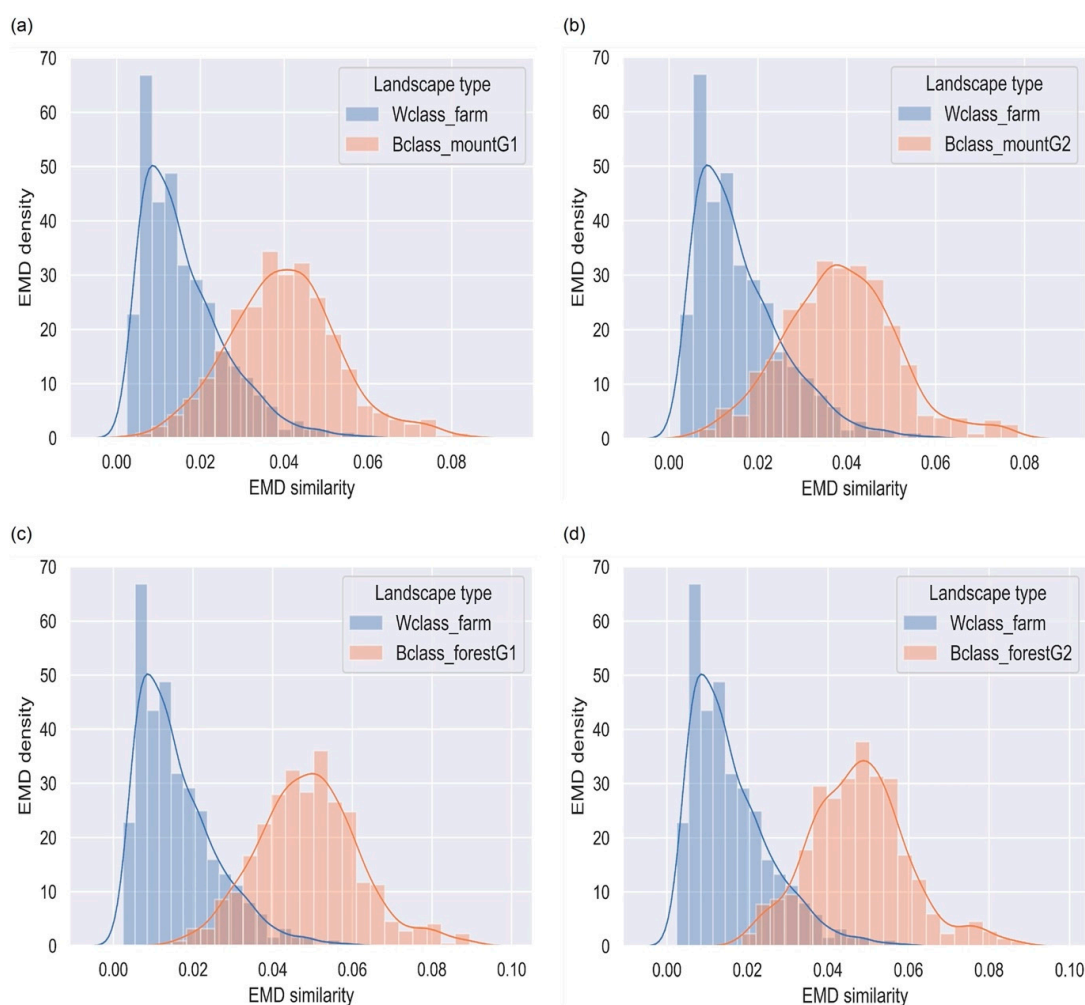 (a)
70
60
50
40
30
20
10
0
EMD density
Landscape type
Wclass_farm
Bclass_mountG1
0.00 0.02 0.04 0.06 0.08
EMD similarity
(b)
70
60
50
40
30
20
10
0
EMD density
Landscape type
Wclass_farm
Bclass_mountG2
0.00 0.02 0.04 0.06 0.08
EMD similarity
(c)
70
60
50
40
30
20
10
0
EMD density
Landscape type
Wclass_farm
Bclass_forestG1
0.00 0.02 0.04 0.06 0.08 0.10
EMD similarity
(d)
70
60
50
40
30
20
10
0
EMD density
Landscape type
Wclass_farm
Bclass_forestG2
0.00 0.02 0.04 0.06 0.08 0.10
EMD similarity